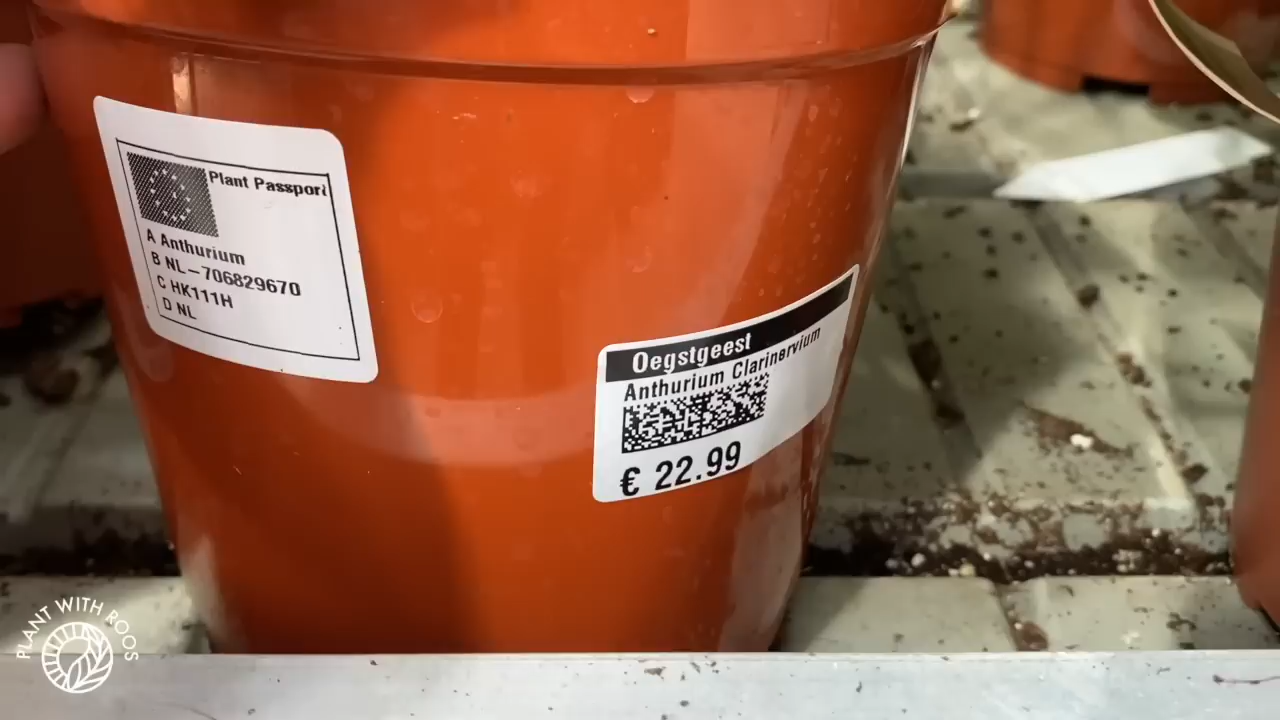 Plant Passport
A Anthurium
B NL-706829670
C HK111H
D NL
Oegstgeest
Anthurium Clarinervium
€ 22.99
PLANT WITH ROOS